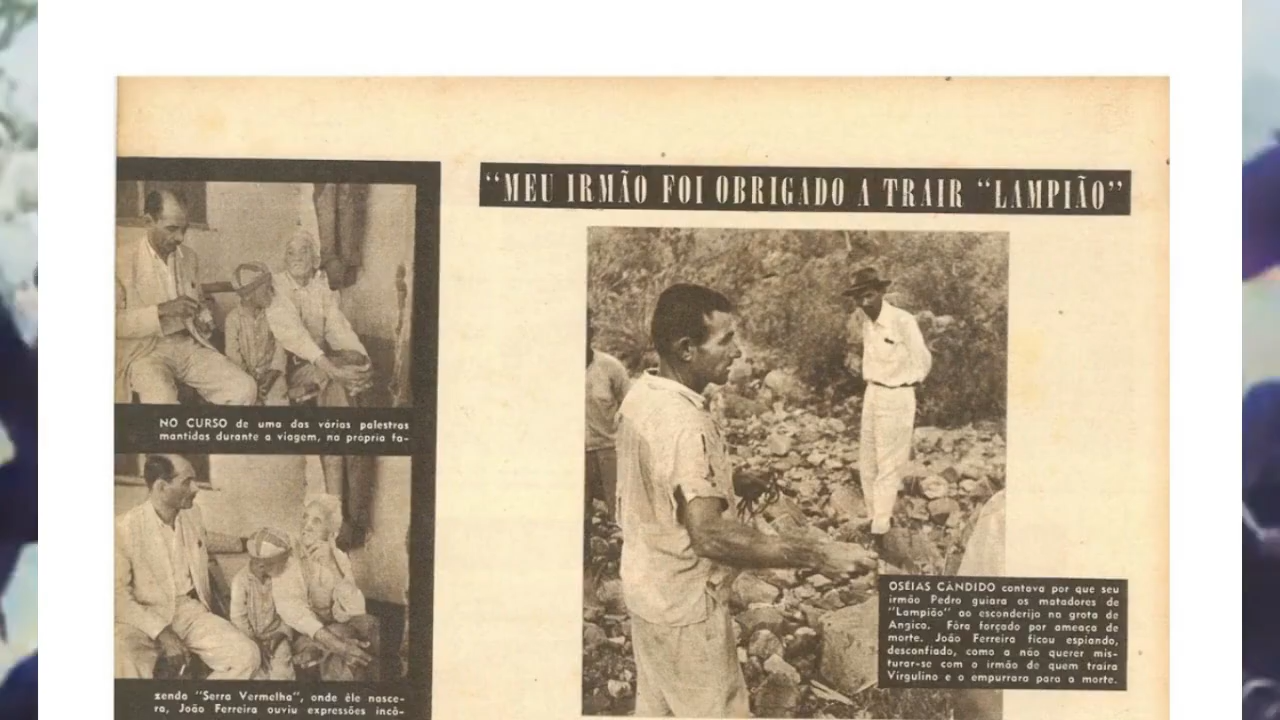 "MEU IRMÃO FOI OBRIGADO A TRAIR "LAMPIÃO"
NO CURSO de uma das várias palestras
mantidas durante a viagem, na própria fa-
zenda "Serra Vermelha", onde êle nasce-
ra, João Ferreira ouviu expressões incô-
OSÉIAS CÂNDIDO contava por que seu
irmão Pedro guiara os matadores de
"Lampião" ao esconderijo na grota de
Angico. Fôra forçado por ameaça de
morte. João Ferreira ficou espiando,
desconfiado, como a não querer mis-
turar-se com o irmão de quem traira
Virgulino e o empurrara para a morte.